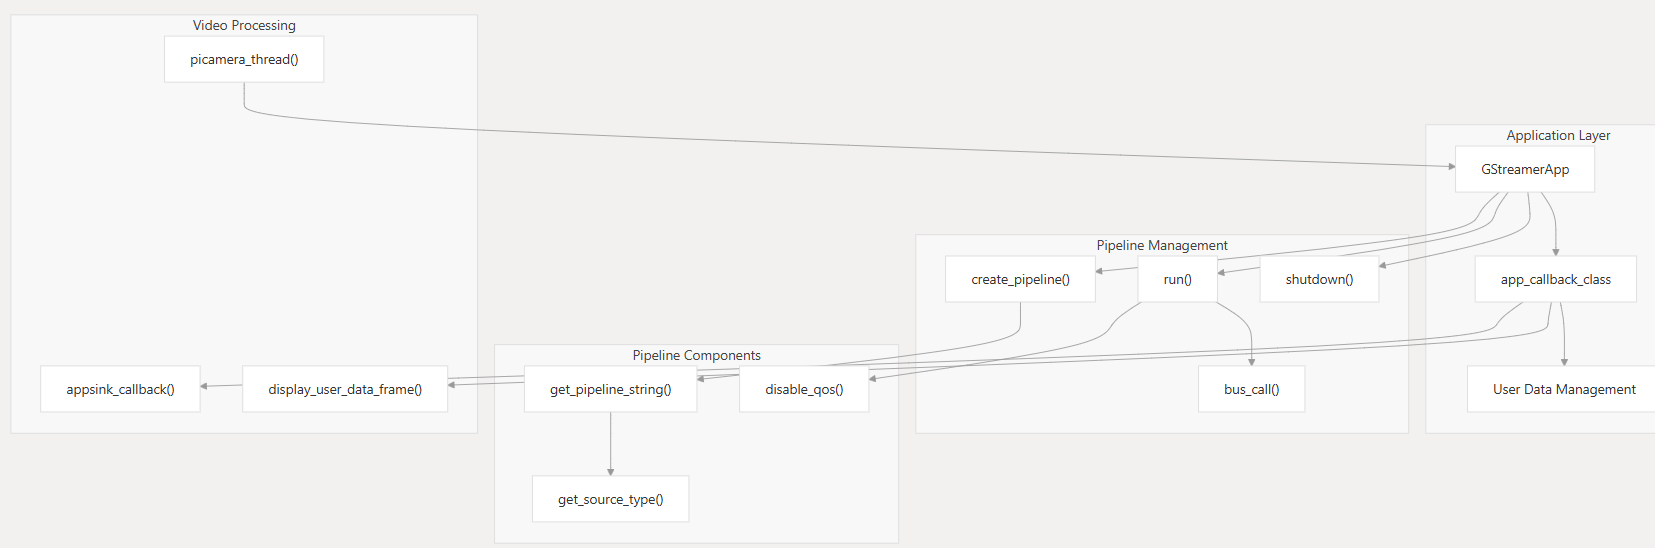 Video Processing
picamera_thread()
Application Layer
GStreamerApp
Pipeline Management
create_pipeline()
run()
shutdown()
app_callback_class
Pipeline Components
appsink_callback()
display_user_data_frame()
get_pipeline_string()
disable_qos()
bus_call()
User Data Management
get_source_type()